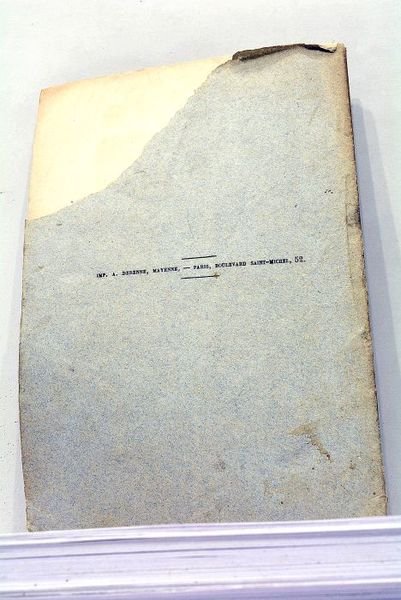 IMP. A. DERENNE, MAYENNE, — PARIS, BOULEVARD SAINT-MICHEL, 52.